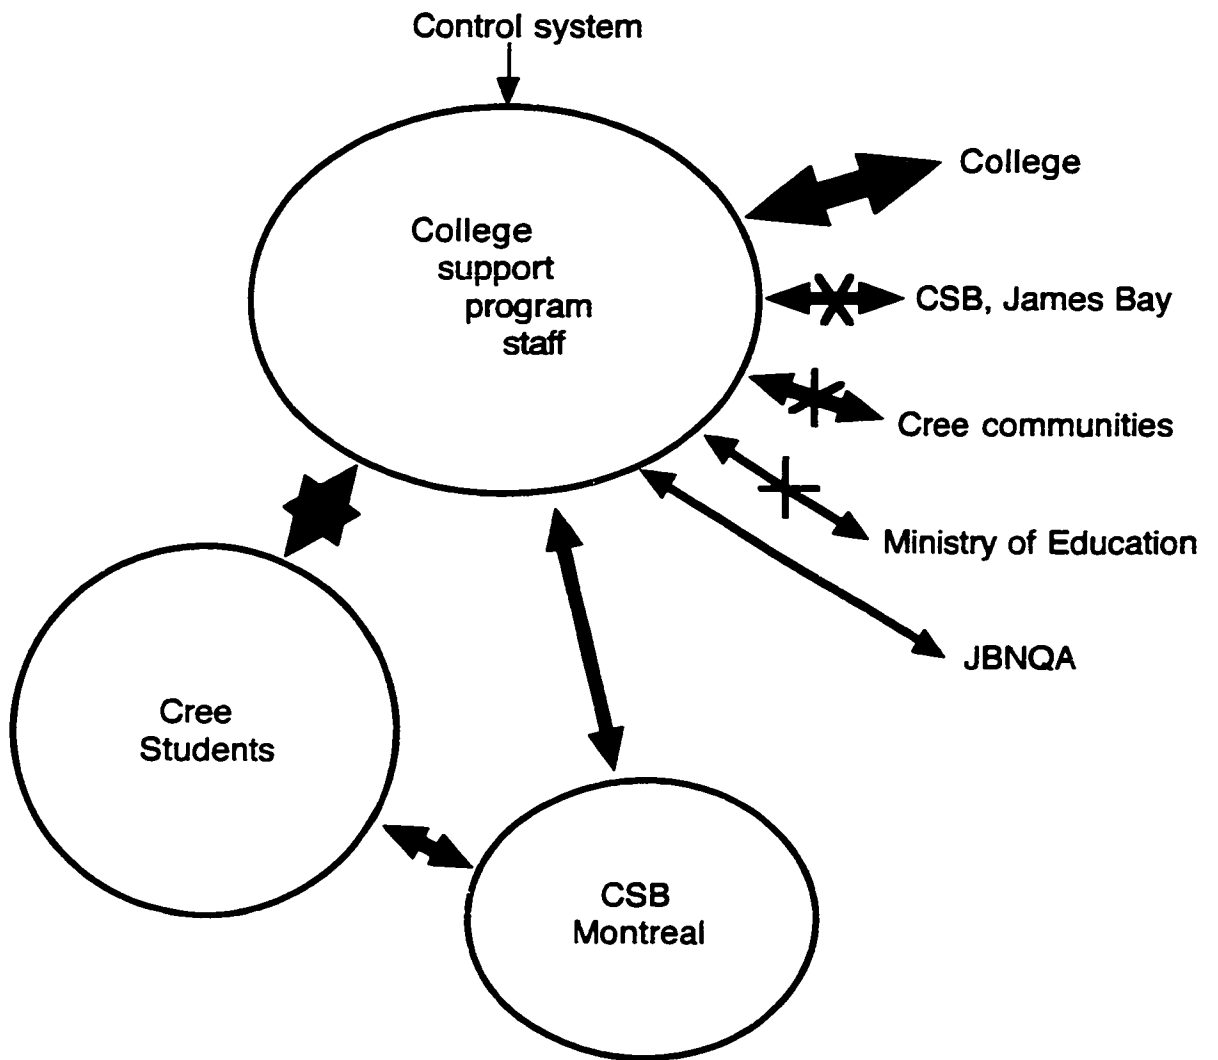 Control system
College
College
support
program
staff
CSB, James Bay
Cree communities
Ministry of Education
JBNQA
Cree
Students
CSB
Montreal